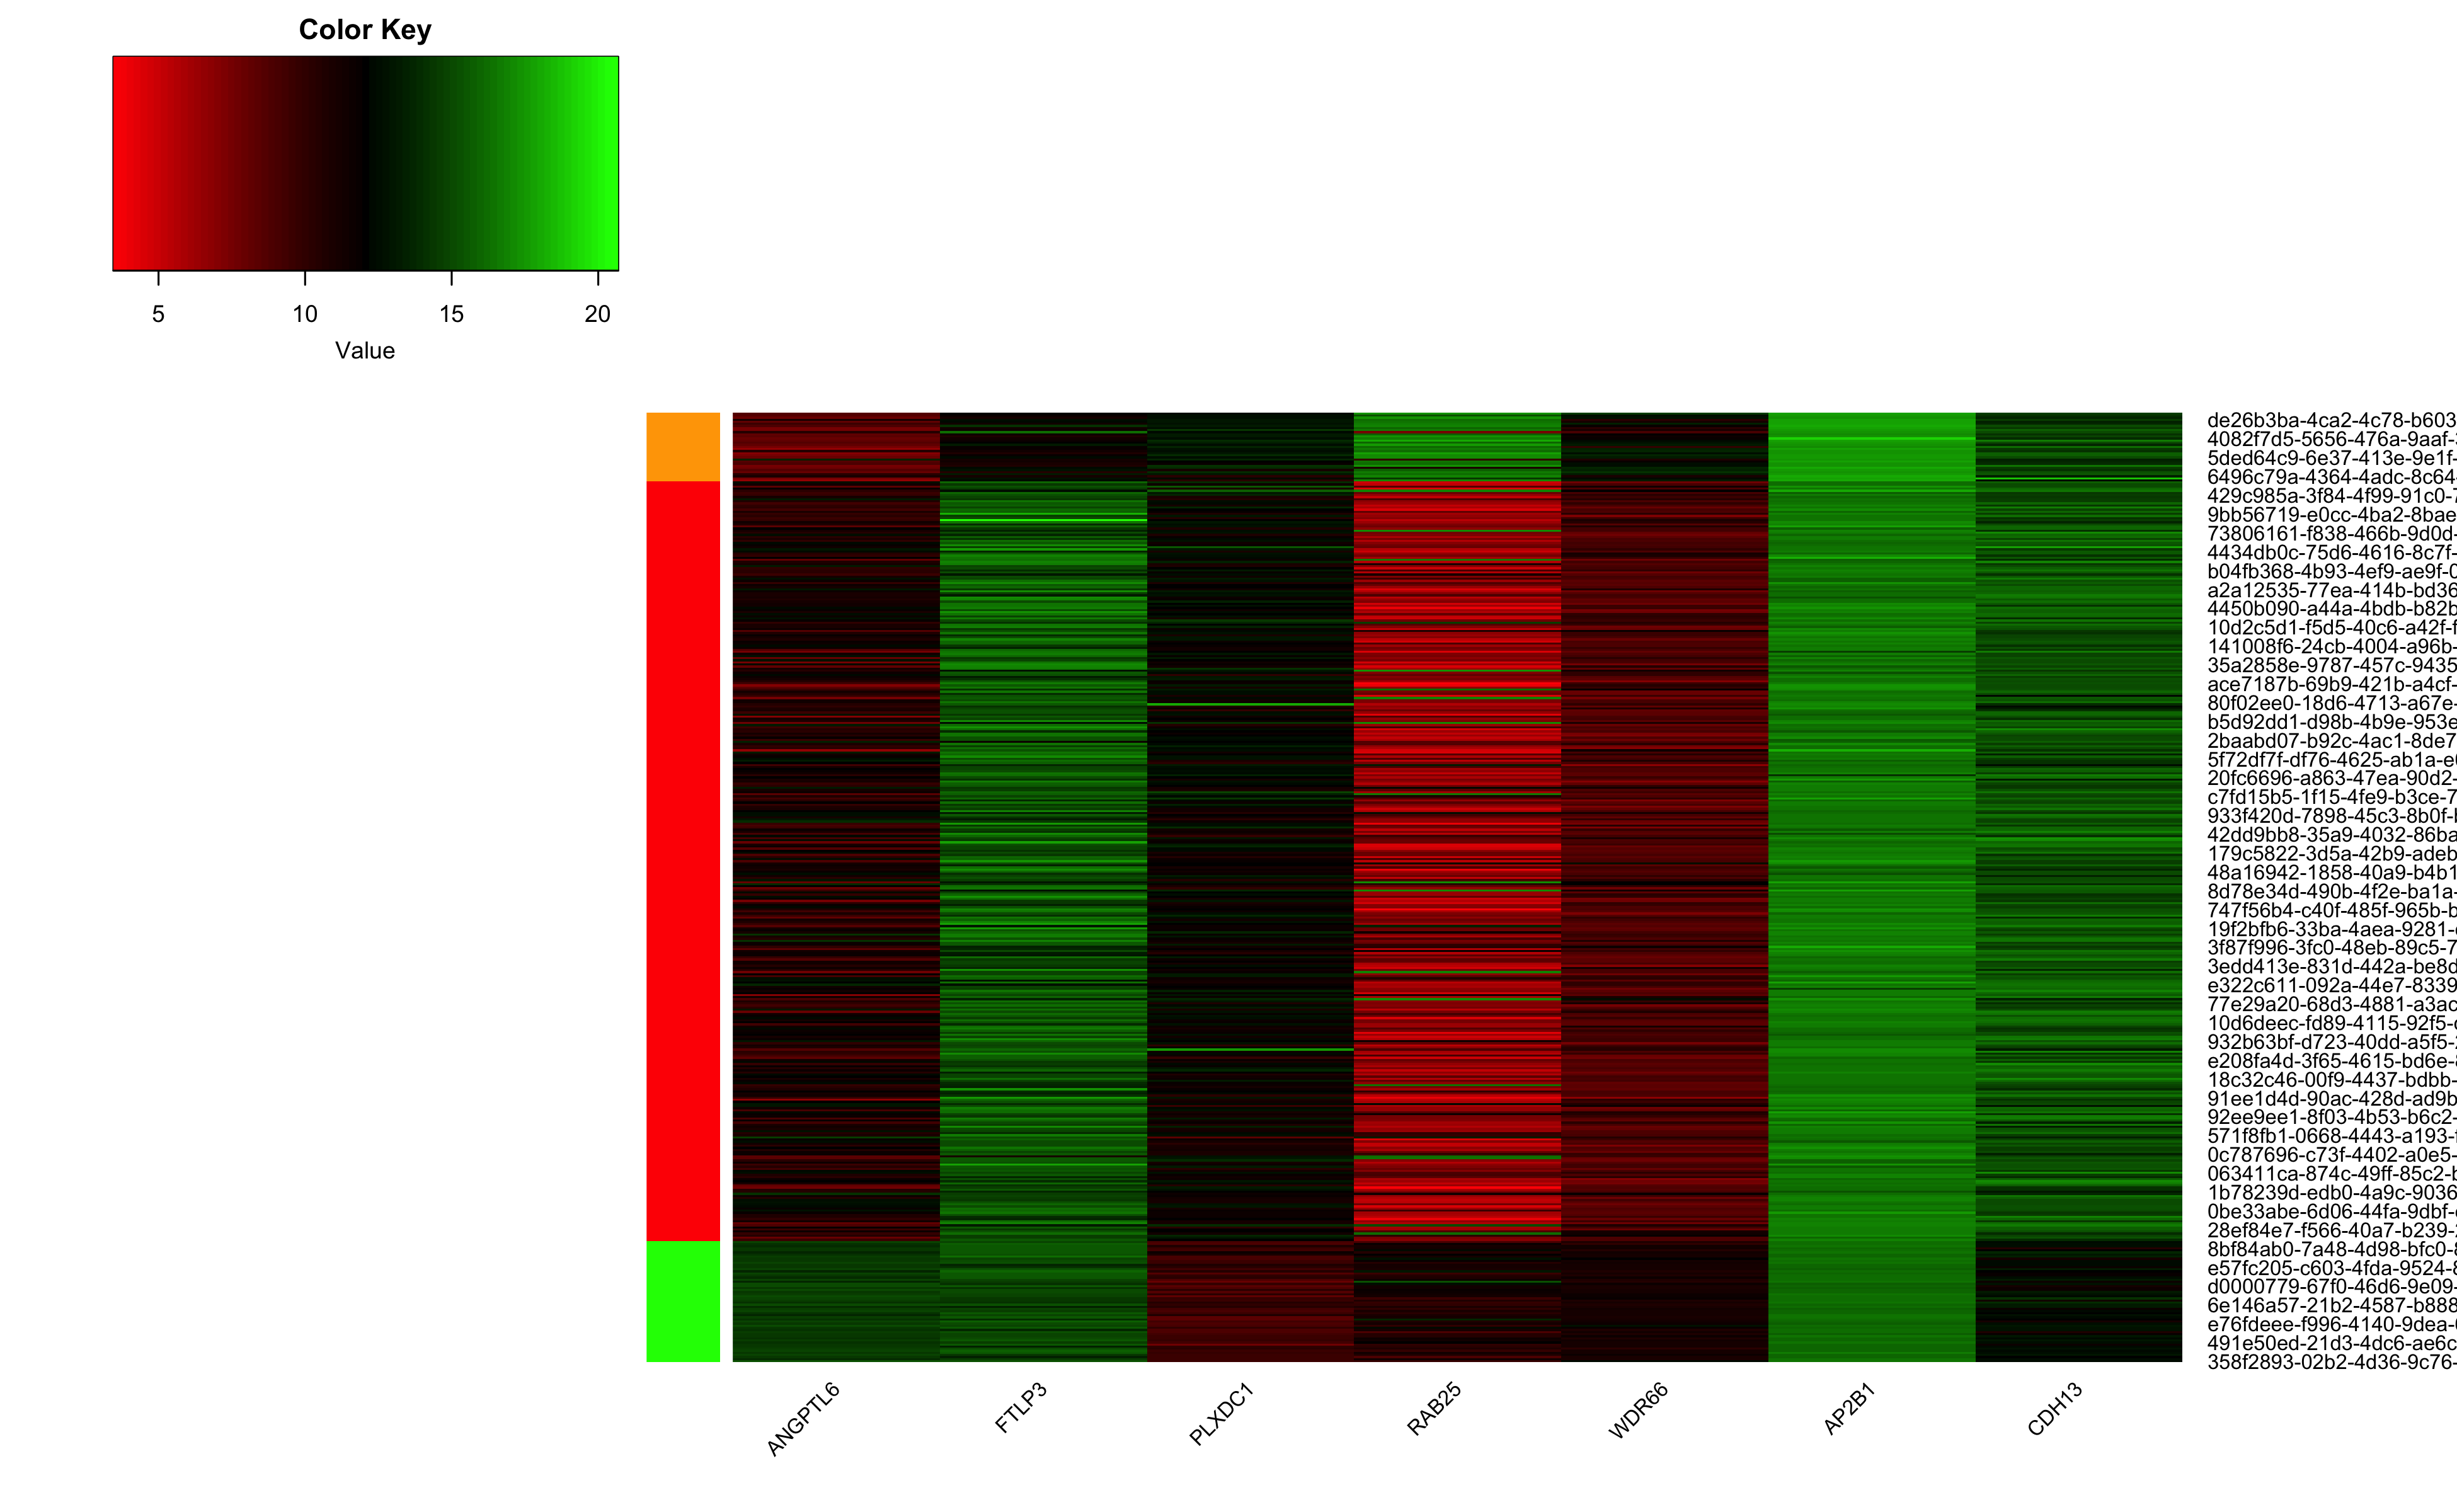 Color Key
5 10 15 20
Value
de26b3ba-4ca2-4c78-b603
4082f7d5-5656-476a-9aaf-
5ded64c9-6e37-413e-9e1f-
6496c79a-4364-4adc-8c64-
429c985a-3f84-4f99-91c0-7
9bb56719-e0cc-4ba2-8bae
73806161-f838-466b-9d0d-
4434db0c-75d6-4616-8c7f-
b04fb368-4b93-4ef9-ae9f-0
a2a12535-77ea-414b-bd36
4450b090-a44a-4bdb-b82b
10d2c5d1-f5d5-40c6-a42f-f
141008f6-24cb-4004-a96b-
35a2858e-9787-457c-9435
ace7187b-69b9-421b-a4cf-
80f02ee0-18d6-4713-a67e-
b5d92dd1-d98b-4b9e-953e
2baabd07-b92c-4ac1-8de7
5f72df7f-df76-4625-ab1a-e
20fc6696-a863-47ea-90d2-
c7fd15b5-1f15-4fe9-b3ce-7
933f420d-7898-45c3-8b0f-
42dd9bb8-35a9-4032-86ba
179c5822-3d5a-42b9-adeb
48a16942-1858-40a9-b4b1
8d78e34d-490b-4f2e-ba1a-
747f56b4-c40f-485f-965b-b
19f2bfb6-33ba-4aea-9281-
3f87f996-3fc0-48eb-89c5-7
3edd413e-831d-442a-be8d
e322c611-092a-44e7-8339
77e29a20-68d3-4881-a3ac
10d6deec-fd89-4115-92f5-
932b63bf-d723-40dd-a5f5-
e208fa4d-3f65-4615-bd6e-
18c32c46-00f9-4437-bdbb-
91ee1d4d-90ac-428d-ad9b
92ee9ee1-8f03-4b53-b6c2-
571f8fb1-0668-4443-a193-f
0c787696-c73f-4402-a0e5-
063411ca-874c-49ff-85c2-b
1b78239d-edb0-4a9c-9036
0be33abe-6d06-44fa-9dbf-
28ef84e7-f566-40a7-b239-
8bf84ab0-7a48-4d98-bfc0-
e57fc205-c603-4fda-9524-
d0000779-67f0-46d6-9e09-
6e146a57-21b2-4587-b888
e76fdeee-f996-4140-9dea-
491e50ed-21d3-4dc6-ae6c
358f2893-02b2-4d36-9c76-
ANGPTL6 FTLP3 PLXDC1 RAB25 WDR66 AP2B1 CDH13